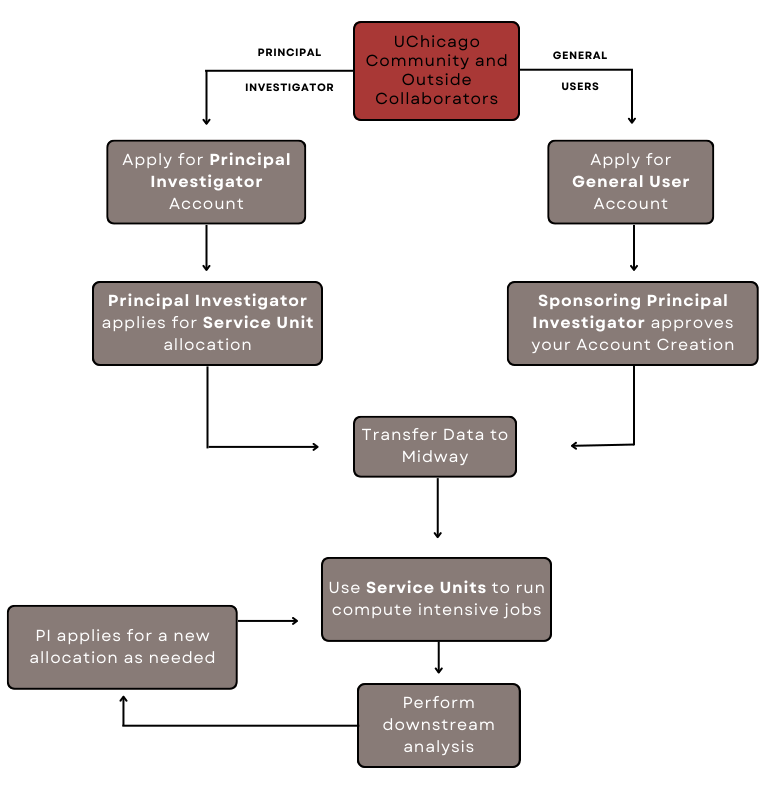 UChicago
Community and
Outside
Collaborators
PRINCIPAL
INVESTIGATOR
GENERAL
USERS
Apply for Principal
Investigator
Account
Apply for
General User
Account
Principal Investigator
applies for Service Unit
allocation
Sponsoring Principal
Investigator approves
your Account Creation
Transfer Data to
Midway
Use Service Units to run
compute intensive jobs
PI applies for a new
allocation as needed
Perform
downstream
analysis